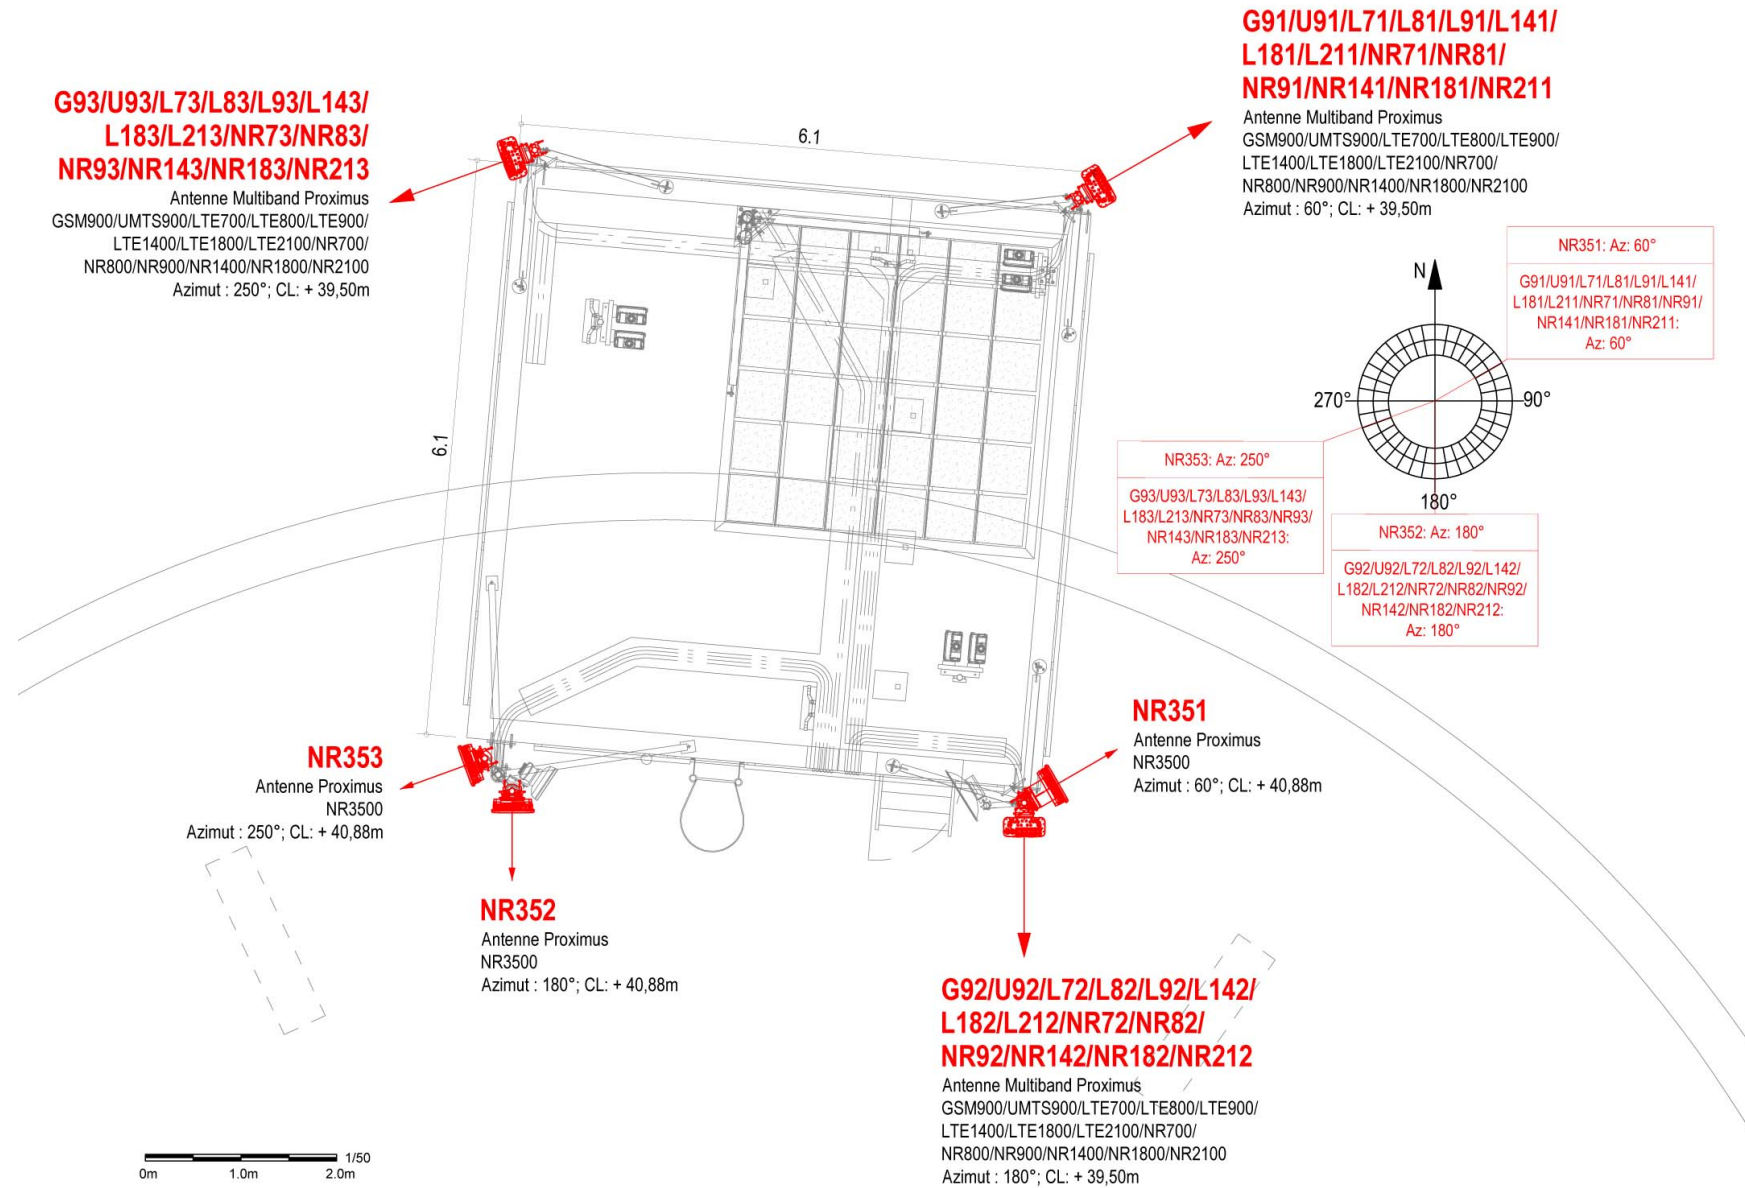 G93/U93/L73/L83/L93/L143/
L183/L213/NR73/NR83/
NR93/NR143/NR183/NR213
Antenne Multiband Proximus
GSM900/UMTS900/LTE700/LTE800/LTE900/
LTE1400/LTE1800/LTE2100/NR700/
NR800/NR900/NR1400/NR1800/NR2100
Azimut : 250°; CL: + 39,50m
6.1
G91/U91/L71/L81/L91/L141/
L181/L211/NR71/NR81/
NR91/NR141/NR181/NR211
Antenne Multiband Proximus
GSM900/UMTS900/LTE700/LTE800/LTE900/
LTE1400/LTE1800/LTE2100/NR700/
NR800/NR900/NR1400/NR1800/NR2100
Azimut : 60°; CL: + 39,50m
NR351: Az: 60°
G91/U91/L71/L81/L91/L141/
L181/L211/NR71/NR81/NR91/
NR141/NR181/NR211:
Az: 60°
N
270°
90°
180°
6.1
NR353: Az: 250°
G93/U93/L73/L83/L93/L143/
L183/L213/NR73/NR83/NR93/
NR143/NR183/NR213:
Az: 250°
NR352: Az: 180°
G92/U92/L72/L82/L92/L142/
L182/L212/NR72/NR82/NR92/
NR142/NR182/NR212:
Az: 180°
NR353
Antenne Proximus
NR3500
Azimut : 250°; CL: + 40,88m
NR351
Antenne Proximus
NR3500
Azimut : 60°; CL: + 40,88m
NR352
Antenne Proximus
NR3500
Azimut : 180°; CL: + 40,88m
G92/U92/L72/L82/L92/L142/
L182/L212/NR72/NR82/
NR92/NR142/NR182/NR212
Antenne Multiband Proximus
GSM900/UMTS900/LTE700/LTE800/LTE900/
LTE1400/LTE1800/LTE2100/NR700/
NR800/NR900/NR1400/NR1800/NR2100
Azimut : 180°; CL: + 39,50m
1/50
0m 1.0m 2.0m